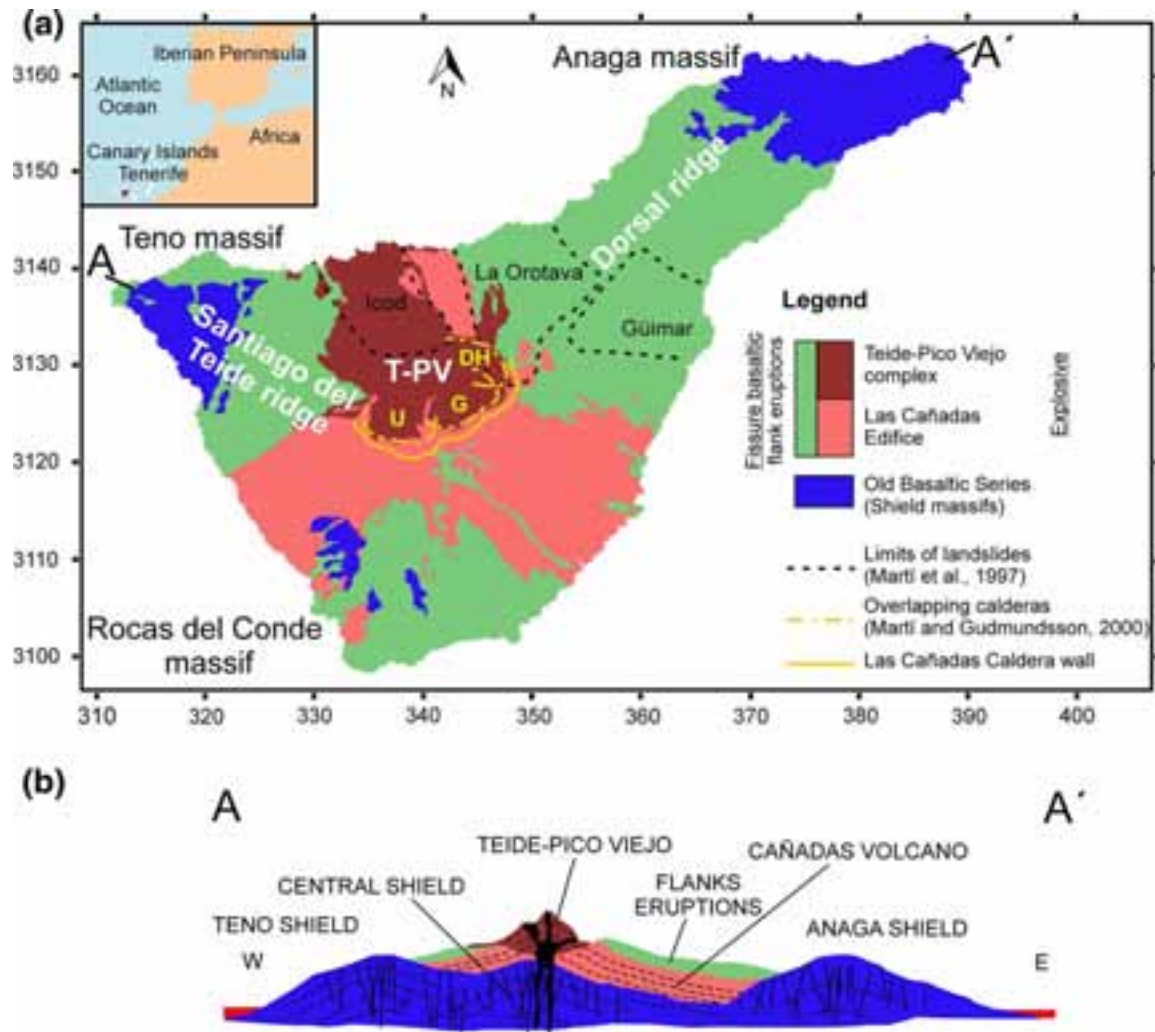 (a)
Iberian Peninsula
Atlantic
Ocean
Africa
Canary Islands
Tenerife
N
Anaga massif
A´
Teno massif
A
Dorsal ridge
La Orotava
Icod
Güimar
Santiago del
Teide ridge
T-PV
DH
U
G
Rocas del Conde
massif
3160
3150
3140
3130
3120
3110
3100
310 320 330 340 350 360 370 380 390 400
Legend
Fissure basaltic
flank eruptions
Teide-Pico Viejo
complex
Las Cañadas
Edifice
Explosive
Old Basaltic Series
(Shield massifs)
Limits of landslides
(Martí et al., 1997)
Overlapping calderas
(Martí and Gudmundsson, 2000)
Las Cañadas Caldera wall
(b)
A
A´
TEIDE-PICO VIEJO
CAÑADAS VOLCANO
CENTRAL SHIELD
FLANKS
ERUPTIONS
TENO SHIELD
ANAGA SHIELD
W
E